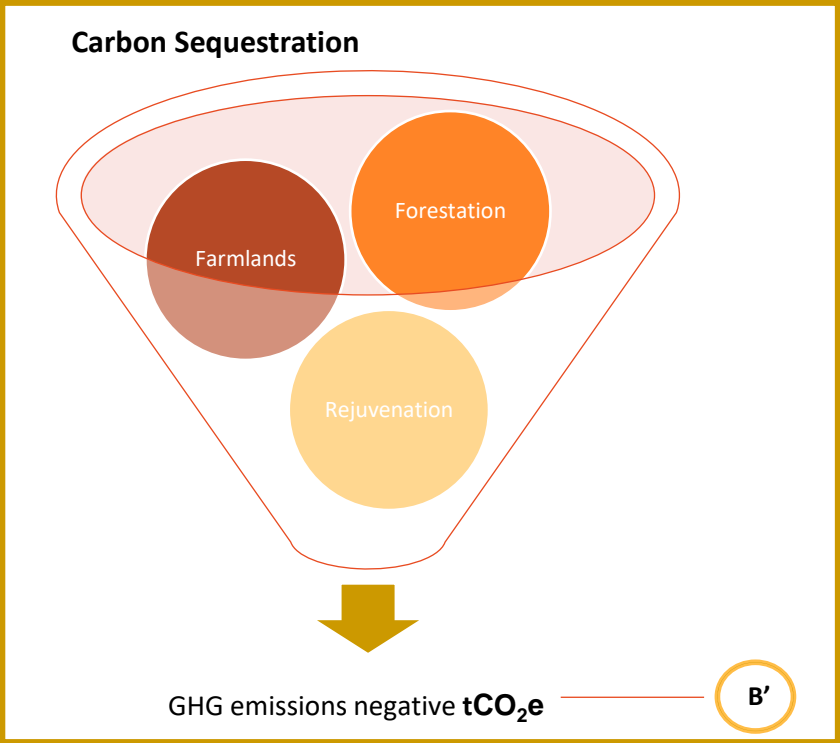 Carbon Sequestration
Forestation
Farmlands
Rejuvenation
GHG emissions negative tCO₂e
B’